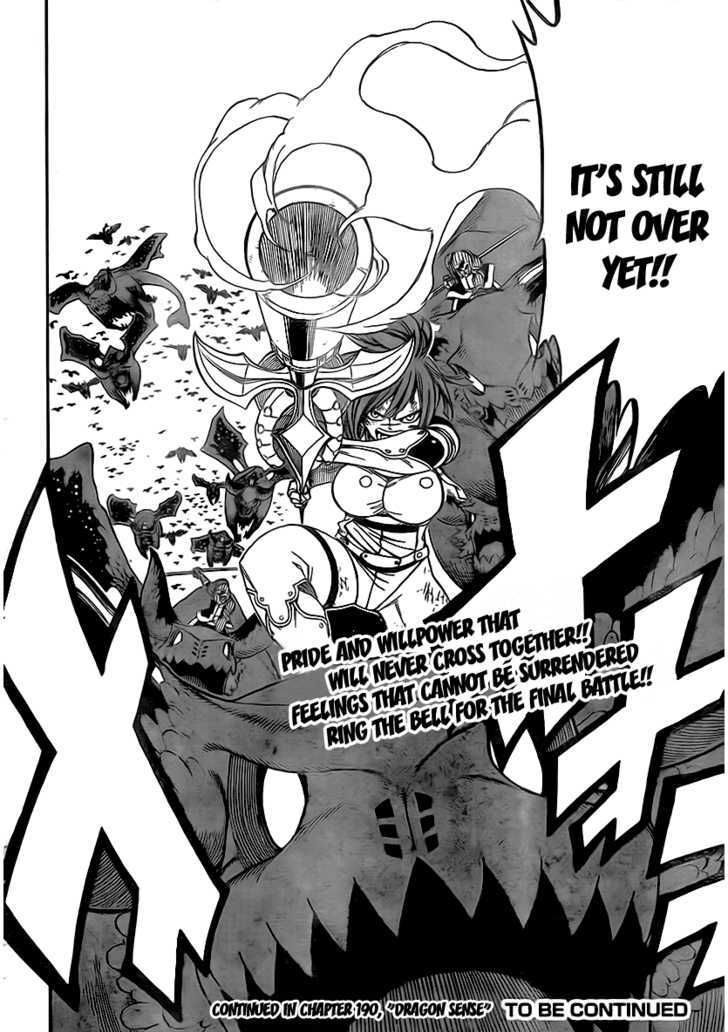 IT'S STILL
NOT OVER
YET!!
PRIDE AND WILLPOWER THAT
WILL NEVER CROSS TOGETHER!!
FEELINGS THAT CANNOT BE SURRENDERED
RING THE BELL FOR THE FINAL BATTLE!!
CONTINUED IN CHAPTER 190, "DRAGON SENSE" TO BE CONTINUED